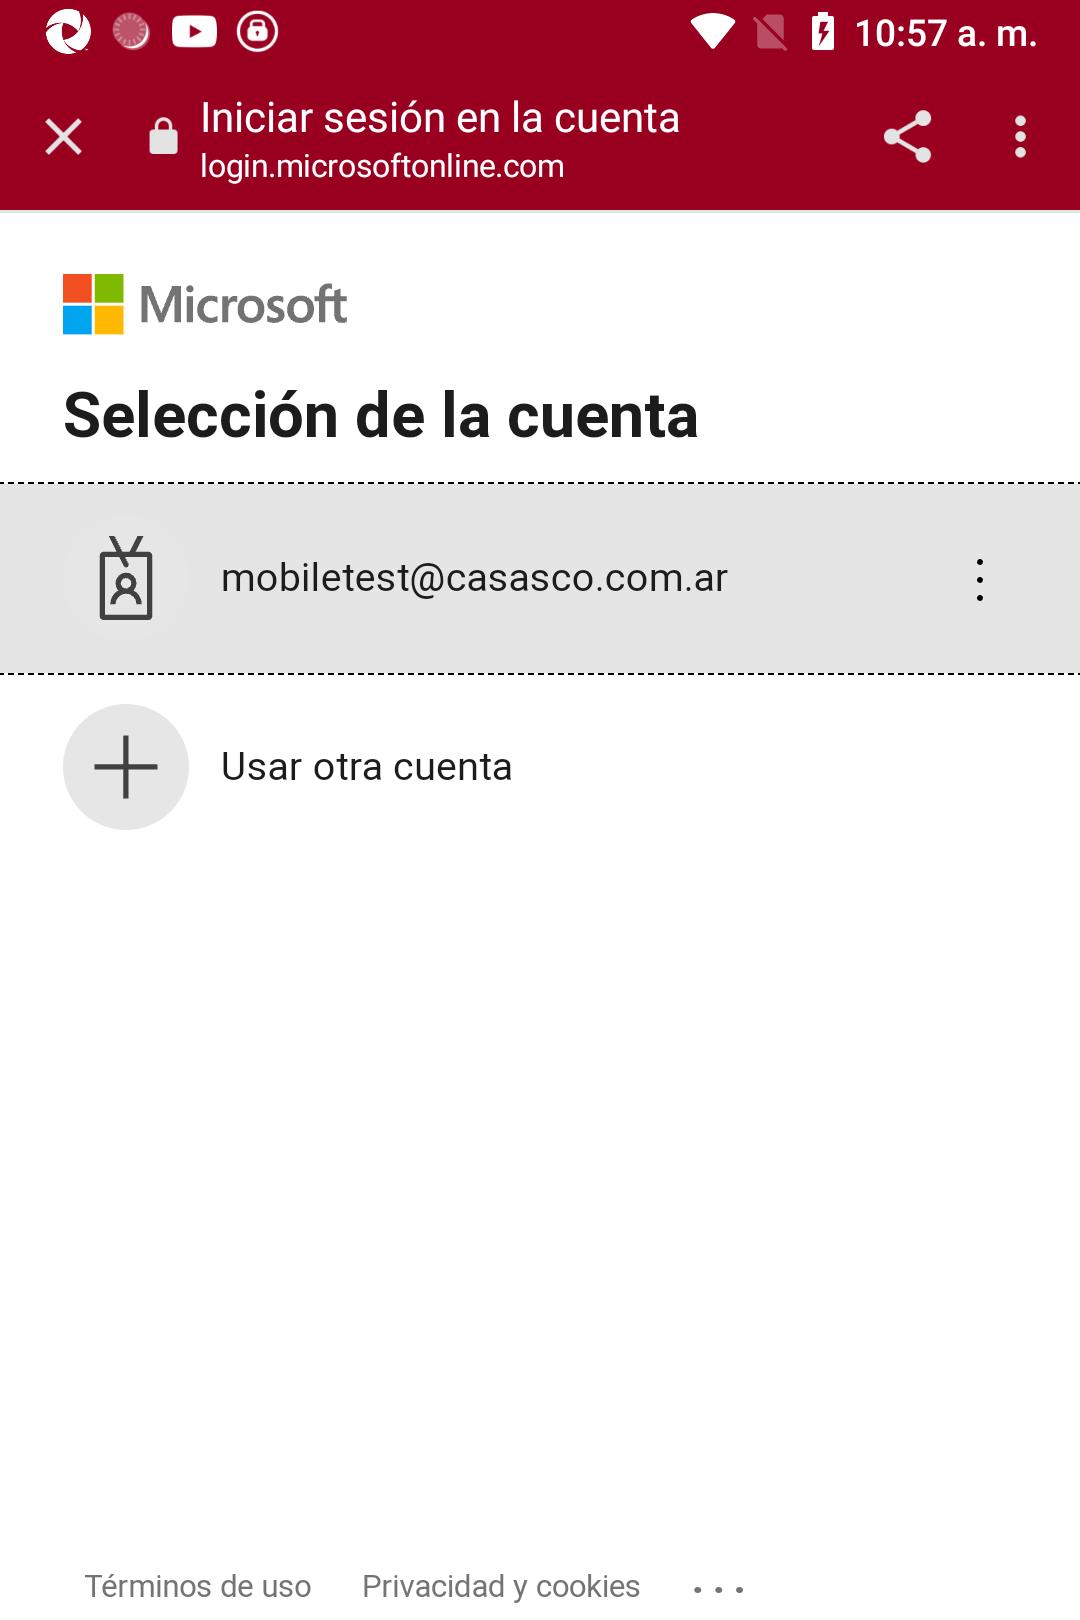 10:57 a. m.
Iniciar sesión en la cuenta
login.microsoftonline.com
Microsoft
Selección de la cuenta
mobiletest@casasco.com.ar
Usar otra cuenta
Términos de uso Privacidad y cookies ...